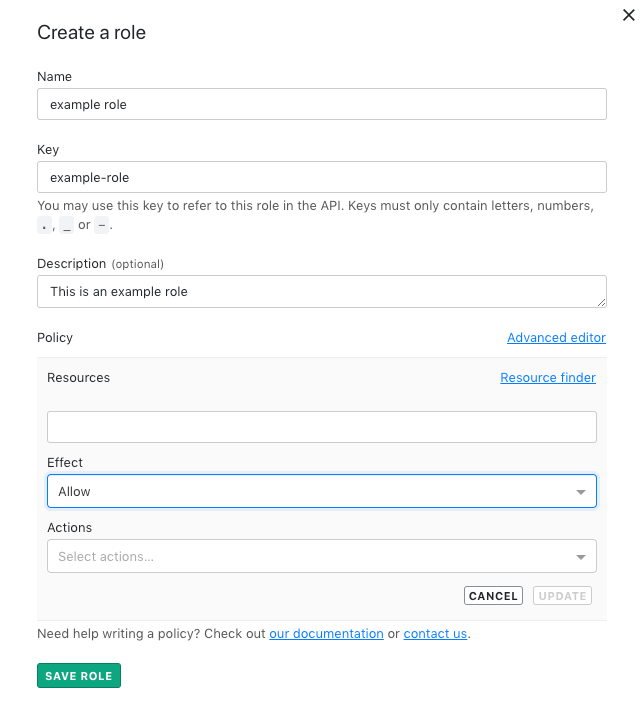 Create a role
Name
example role
Key
example-role
You may use this key to refer to this role in the API. Keys must only contain letters, numbers,
., _ or -.
Description (optional)
This is an example role
Policy Advanced editor
Resources Resource finder
Effect
Allow
Actions
Select actions...
CANCEL UPDATE
Need help writing a policy? Check out our documentation or contact us.
SAVE ROLE